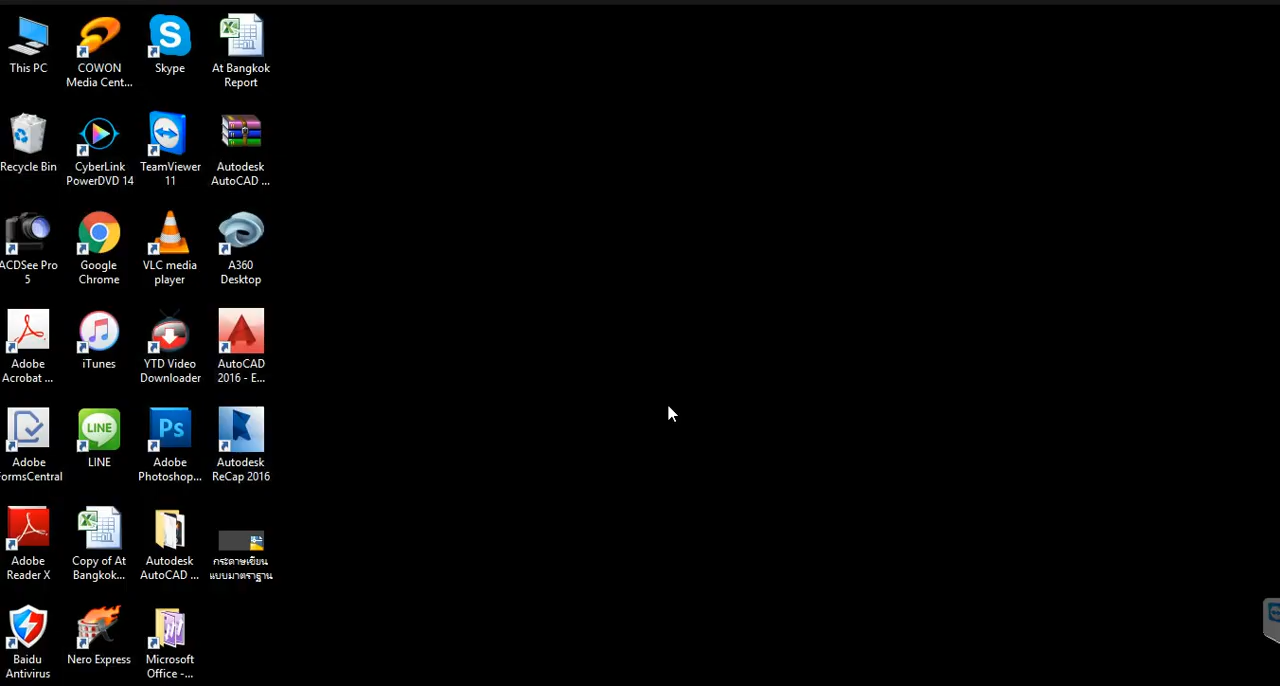 This PC
COWON
Media Cent...
Skype
At Bangkok
Report
Recycle Bin
CyberLink
PowerDVD 14
TeamViewer
11
Autodesk
AutoCAD ...
ACDSee Pro
5
Google
Chrome
VLC media
player
A360
Desktop
Adobe
Acrobat ...
iTunes
YTD Video
Downloader
AutoCAD
2016 - E...
Adobe
FormsCentral
LINE
LINE
Ps
Adobe
Photoshop...
Autodesk
ReCap 2016
Adobe
Reader X
Copy of At
Bangkok...
Autodesk
AutoCAD ...
กระดาษเขียน
แบบมาตราฐาน
Baidu
Antivirus
Nero Express
Microsoft
Office -...